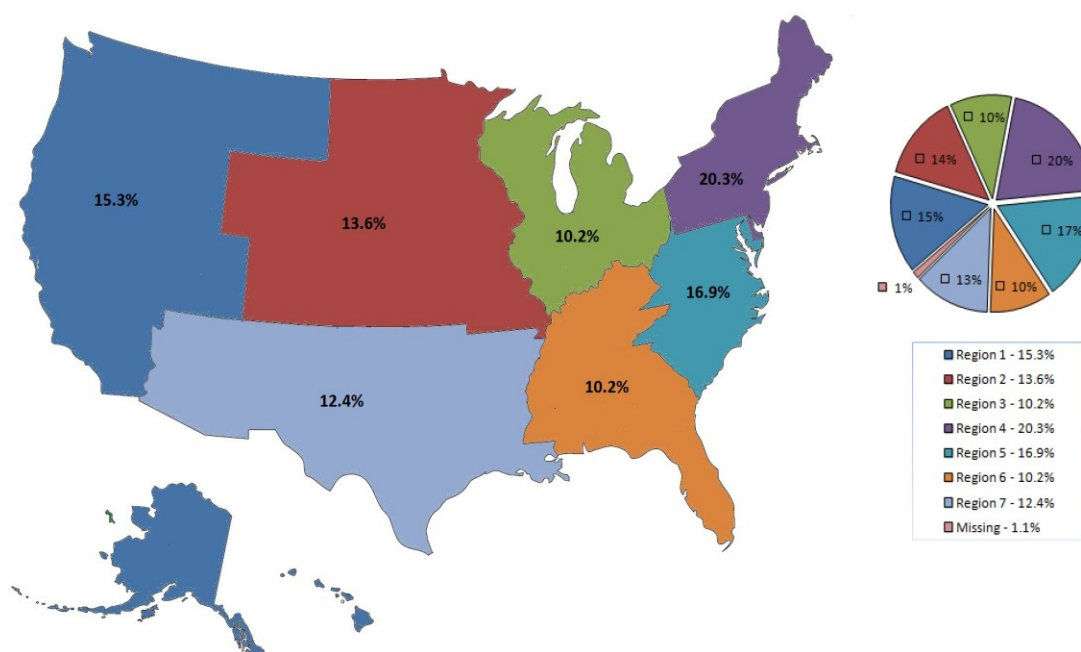 15.3%
13.6%
10.2%
20.3%
16.9%
10.2%
12.4%
10%
14%
20%
15%
17%
1%
13%
10%
Region 1 - 15.3%
Region 2 - 13.6%
Region 3 - 10.2%
Region 4 - 20.3%
Region 5 - 16.9%
Region 6 - 10.2%
Region 7 - 12.4%
Missing - 1.1%